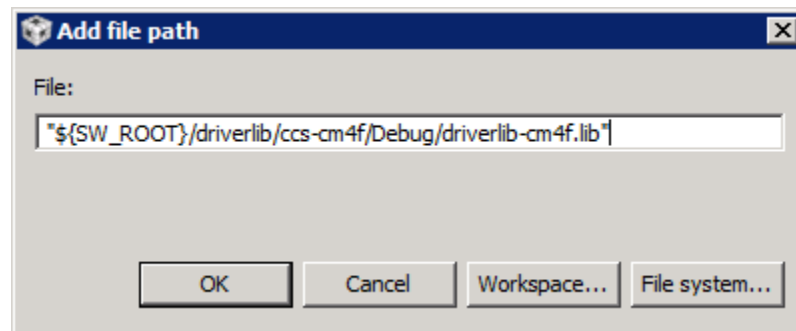 Add file path
File:
"${SW_ROOT}/driverlib/ccs-cm4f/Debug/driverlib-cm4f.lib"
OK Cancel Workspace... File system...